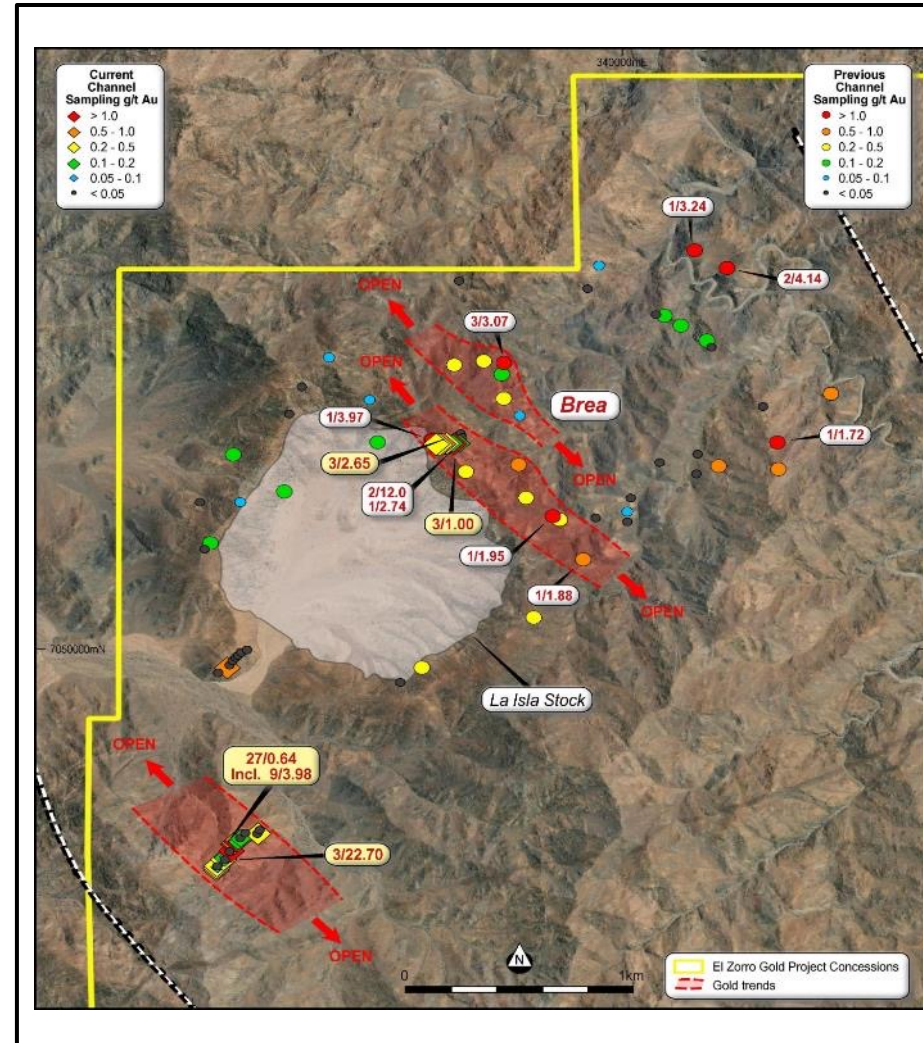 Current
Channel
Sampling g/t Au
> 1.0
0.5 - 1.0
0.2 - 0.5
0.1 - 0.2
0.05 - 0.1
< 0.05
340000mE
Previous
Channel
Sampling g/t Au
> 1.0
0.5 - 1.0
0.2 - 0.5
0.1 - 0.2
0.05 - 0.1
< 0.05
1/3.24
2/4.14
OPEN
3/3.07
OPEN
Brea
1/3.97
1/1.72
3/2.65
OPEN
2/12.0
1/2.74
3/1.00
1/1.95
1/1.88
OPEN
7050000mN
La Isla Stock
OPEN
27/0.64
Incl. 9/3.98
3/22.70
OPEN
N
0
1km
El Zorro Gold Project Concessions
Gold trends